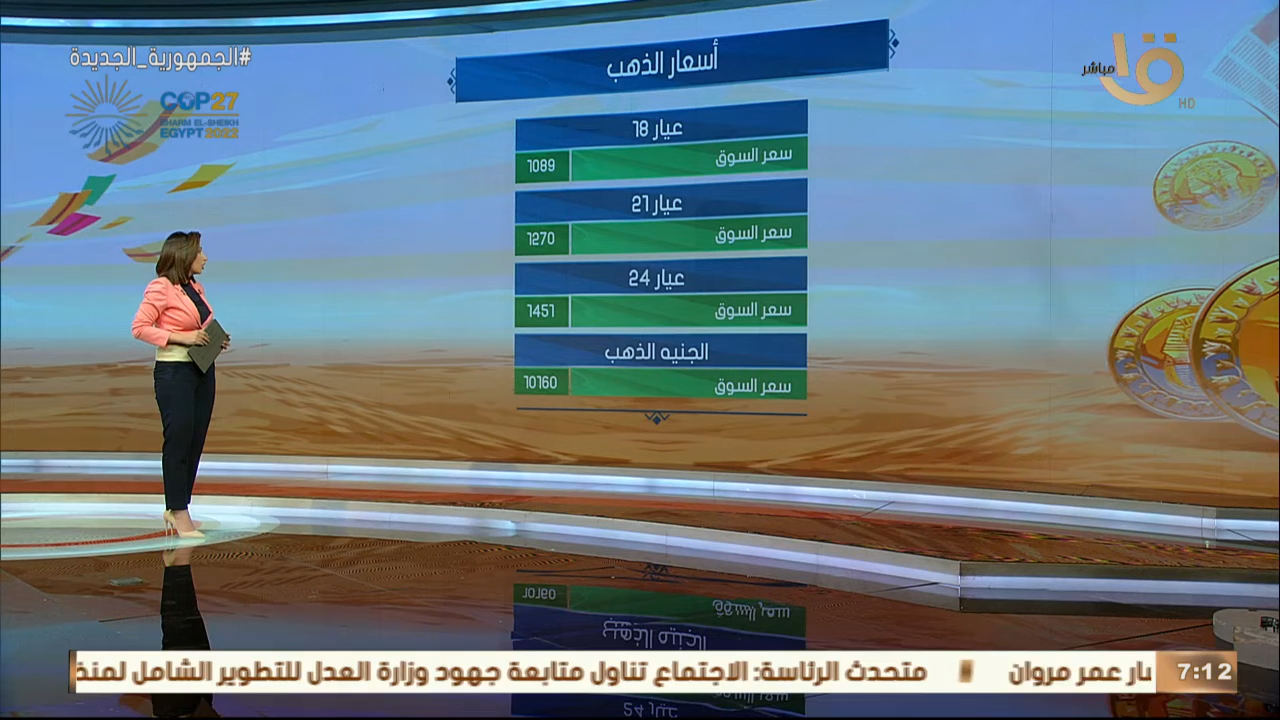 #الجمهورية_الجديدة
COP27
SHARM EL-SHEIKH
EGYPT 2022
مباشر
HD
أسعار الذهب
عيار 18
سعر السوق 1089
عيار 21
سعر السوق 1270
عيار 24
سعر السوق 1451
الجنيه الذهب
سعر السوق 10160
7:12
عمر مروان
متحدث الرئاسة: الاجتماع تناول متابعة جهود وزارة العدل للتطوير الشامل